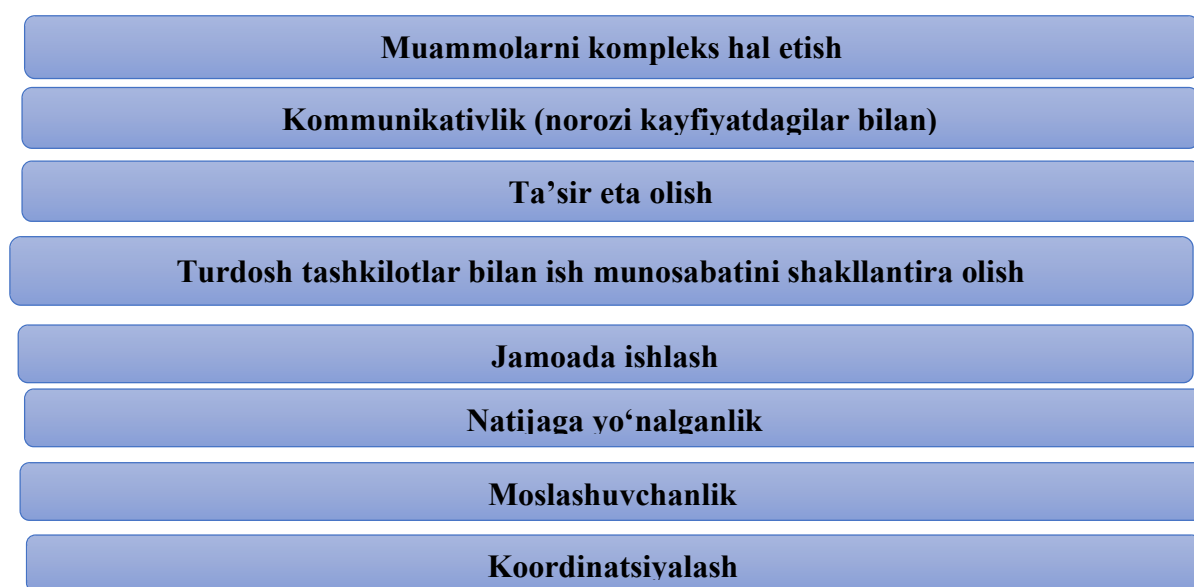 Muammolarni kompleks hal etish
Kommunikativlik (norozi kayfiyatdagilar bilan)
Ta’sir eta olish
Turdosh tashkilotlar bilan ish munosabatini shakllantira olish
Jamoada ishlash
Natijaga yo‘nalganlik
Moslashuvchanlik
Koordinatsiyalash